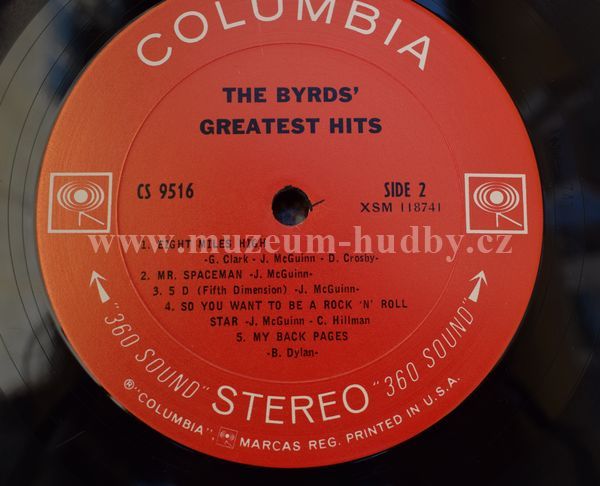 COLUMBIA
THE BYRDS'
GREATEST HITS
CS 9516
SIDE 2
XSM 118741
www.muzeum-hudby.cz
1. EIGHT MILES HIGH
-G. Clark - J. McGuinn - D. Crosby-
2. MR. SPACEMAN -J. McGuinn-
3. 5 D (Fifth Dimension) -J. McGuinn-
4. SO YOU WANT TO BE A ROCK 'N' ROLL
STAR -J. McGuinn - C. Hillman
5. MY BACK PAGES
-B. Dylan-
"360 SOUND" STEREO "360 SOUND"
®"COLUMBIA", MARCAS REG. PRINTED IN U.S.A.